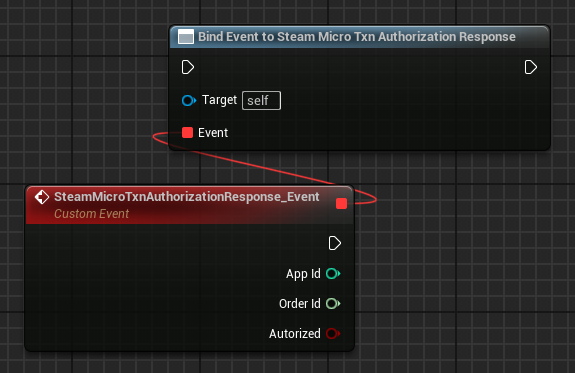 Bind Event to Steam Micro Txn Authorization Response
Target self
Event
SteamMicroTxnAuthorizationResponse_Event
Custom Event
App Id
Order Id
Autorized